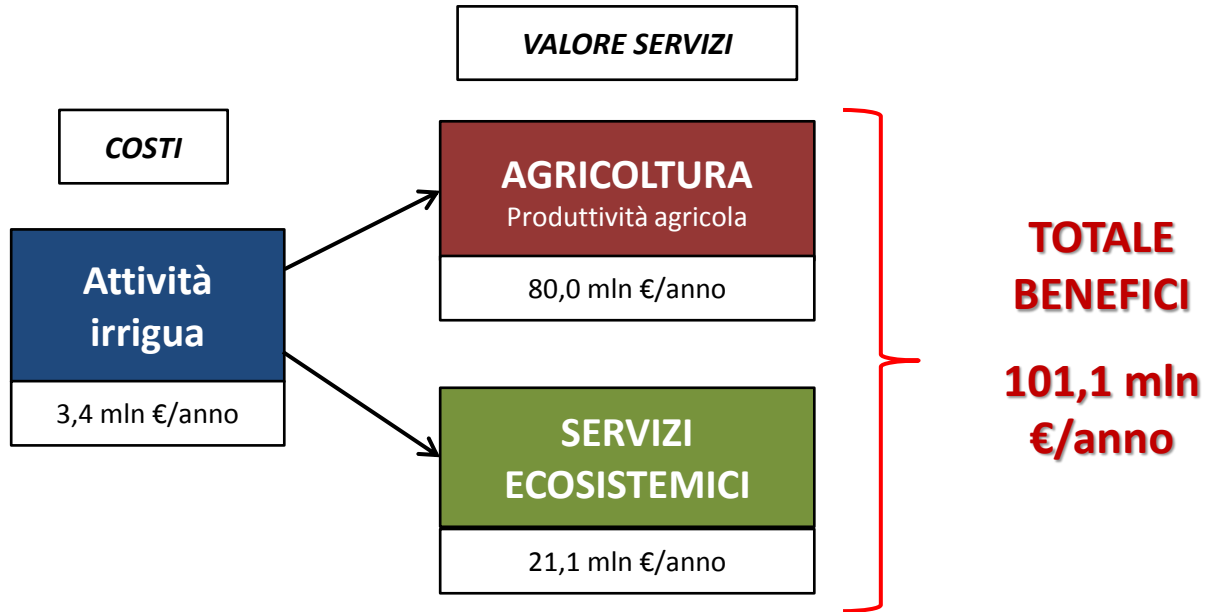 VALORE SERVIZI
COSTI
AGRICOLTURA
Produttività agricola
80,0 mln €/anno
Attività
irrigua
3,4 mln €/anno
SERVIZI
ECOSISTEMICI
21,1 mln €/anno
TOTALE
BENEFICI
101,1 mln
€/anno